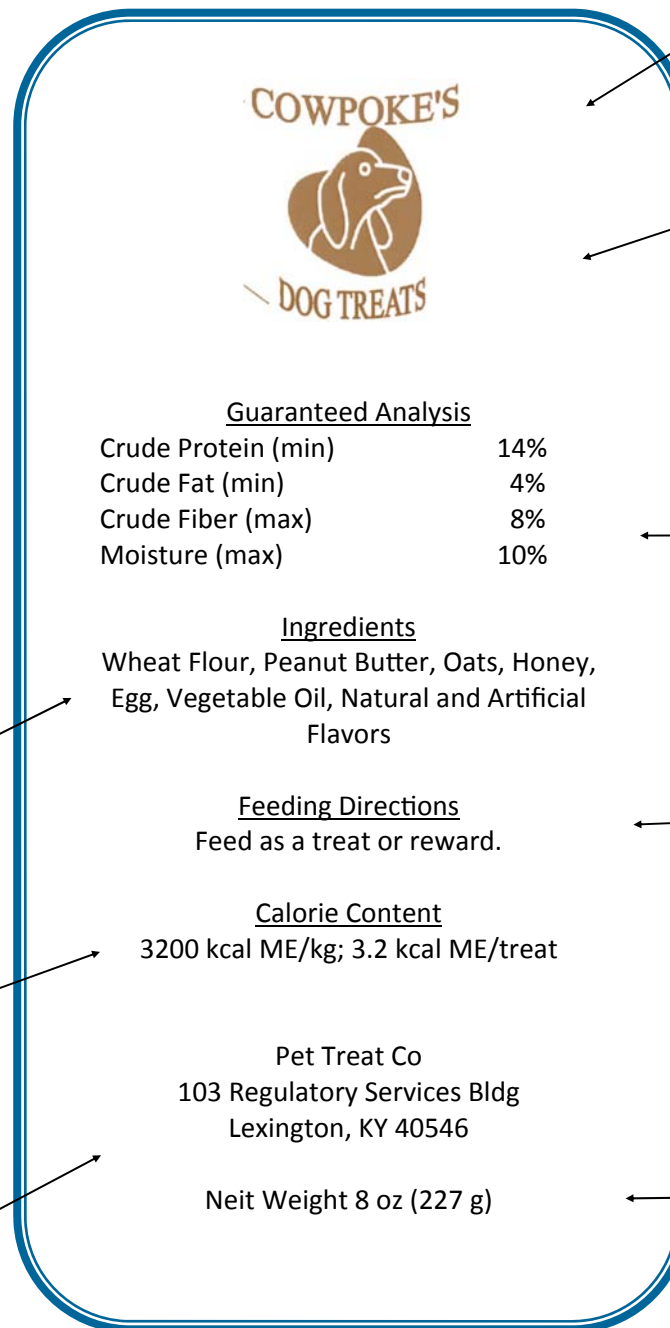 COWPOKE'S
DOG TREATS
Guaranteed Analysis
Crude Protein (min) 14%
Crude Fat (min) 4%
Crude Fiber (max) 8%
Moisture (max) 10%
Ingredients
Wheat Flour, Peanut Butter, Oats, Honey,
Egg, Vegetable Oil, Natural and Artificial
Flavors
Feeding Directions
Feed as a treat or reward.
Calorie Content
3200 kcal ME/kg; 3.2 kcal ME/treat
Pet Treat Co
103 Regulatory Services Bldg
Lexington, KY 40546
Neit Weight 8 oz (227 g)